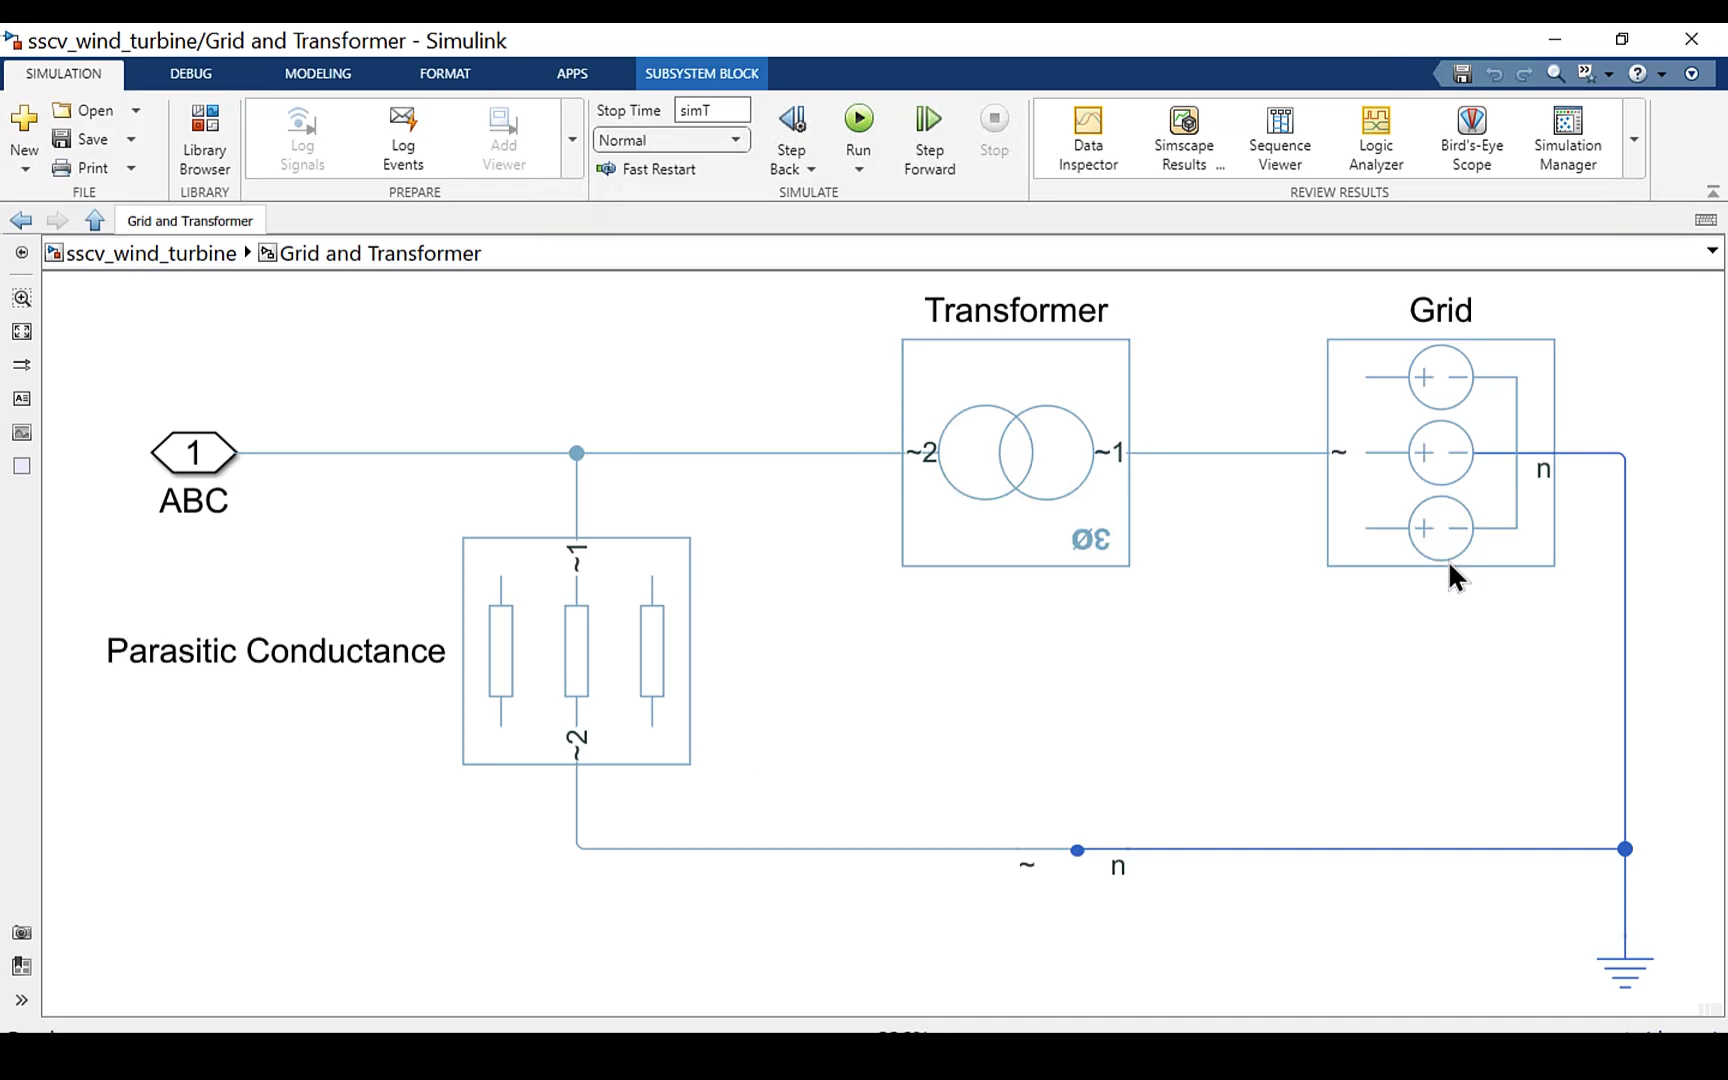 sscv_wind_turbine/Grid and Transformer - Simulink
SIMULATION DEBUG MODELING FORMAT APPS SUBSYSTEM BLOCK
New
Open
Save
Print
FILE
Library Browser
LIBRARY
Log Signals
Log Events
Add Viewer
PREPARE
Stop Time simT
Normal
Fast Restart
Step Back
Run
Step Forward
Stop
SIMULATE
Data Inspector
Simscape Results ...
Sequence Viewer
Logic Analyzer
Bird's-Eye Scope
Simulation Manager
REVIEW RESULTS
Grid and Transformer
sscv_wind_turbine Grid and Transformer
Transformer
Grid
1
ABC
~2
~1
3Ø
~
n
~1
Parasitic Conductance
~2
~ n